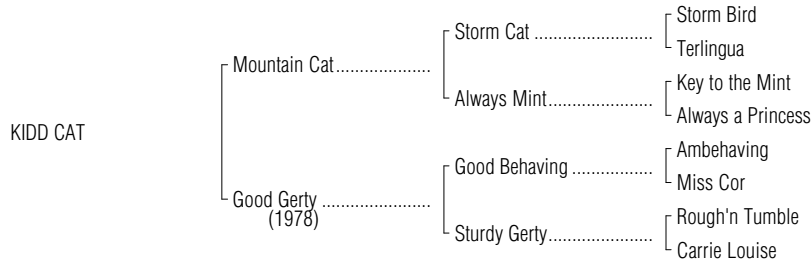 Storm Bird
Storm Cat ........................
Terlingua
Mountain Cat....................
Key to the Mint
Always Mint......................
Always a Princess
KIDD CAT
Ambehaving
Good Behaving .................
Miss Cor
Good Gerty .......................
(1978)
Rough'n Tumble
Sturdy Gerty......................
Carrie Louise